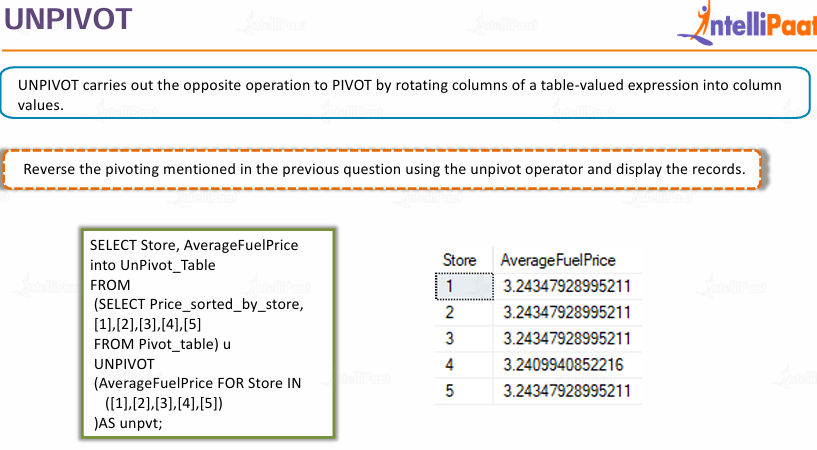 UNPIVOT
IntelliPaat
UNPIVOT carries out the opposite operation to PIVOT by rotating columns of a table-valued expression into column
values.
Reverse the pivoting mentioned in the previous question using the unpivot operator and display the records.
SELECT Store, AverageFuelPrice
into UnPivot_Table
FROM
(SELECT Price_sorted_by_store,
[1],[2],[3],[4],[5]
FROM Pivot_table) u
UNPIVOT
(AverageFuelPrice FOR Store IN
([1],[2],[3],[4],[5])
)AS unpvt;
Store AverageFuelPrice
1 3.24347928995211
2 3.24347928995211
3 3.24347928995211
4 3.2409940852216
5 3.24347928995211